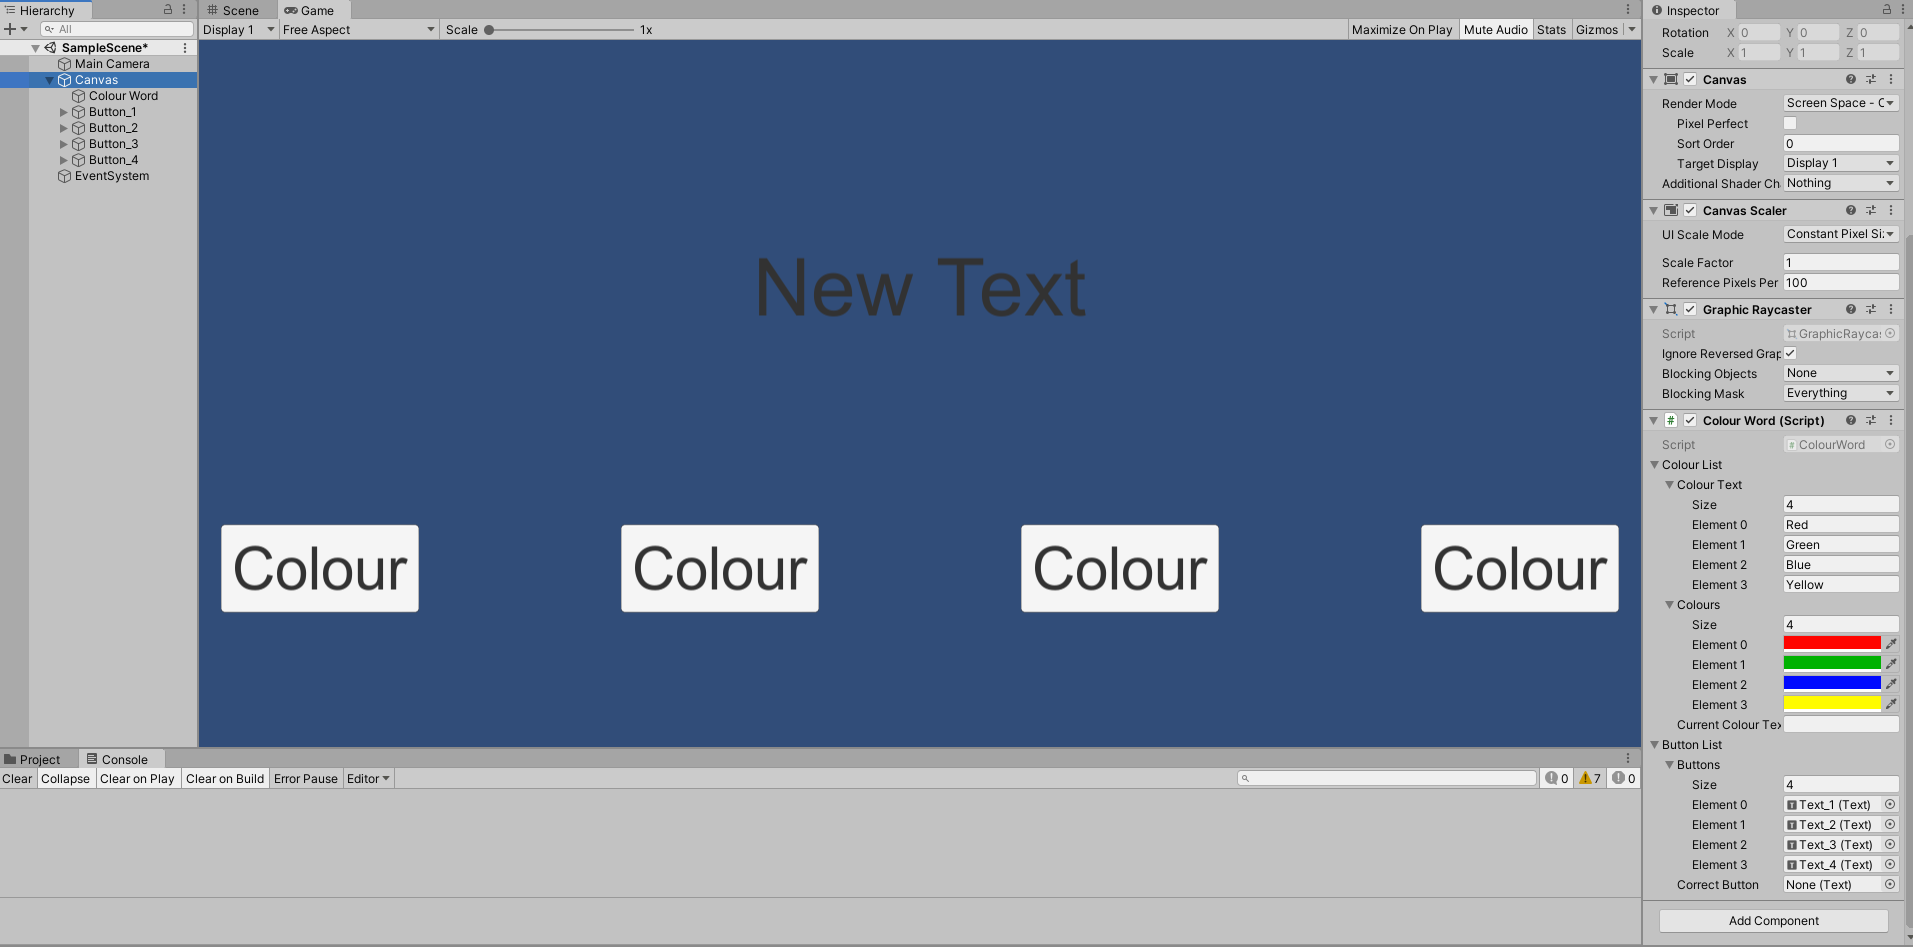 Hierarchy
All
SampleScene*
Main Camera
Canvas
Colour Word
Button_1
Button_2
Button_3
Button_4
EventSystem
Scene
Game
Display 1
Free Aspect
Scale
1x
Maximize On Play
Mute Audio
Stats
Gizmos
New Text
Colour
Colour
Colour
Colour
Project
Console
Clear
Collapse
Clear on Play
Clear on Build
Error Pause
Editor
0
7
0
Inspector
Rotation X 0 Y 0 Z 0
Scale X 1 Y 1 Z 1
Canvas
Render Mode Screen Space - C
Pixel Perfect
Sort Order 0
Target Display Display 1
Additional Shader Ch Nothing
Canvas Scaler
UI Scale Mode Constant Pixel Si
Scale Factor 1
Reference Pixels Per 100
Graphic Raycaster
Script GraphicRayca
Ignore Reversed Grap
Blocking Objects None
Blocking Mask Everything
# Colour Word (Script)
Script ColourWord
Colour List
Colour Text
Size 4
Element 0 Red
Element 1 Green
Element 2 Blue
Element 3 Yellow
Colours
Size 4
Element 0
Element 1
Element 2
Element 3
Current Colour Tex
Button List
Buttons
Size 4
Element 0 Text_1 (Text)
Element 1 Text_2 (Text)
Element 2 Text_3 (Text)
Element 3 Text_4 (Text)
Correct Button None (Text)
Add Component